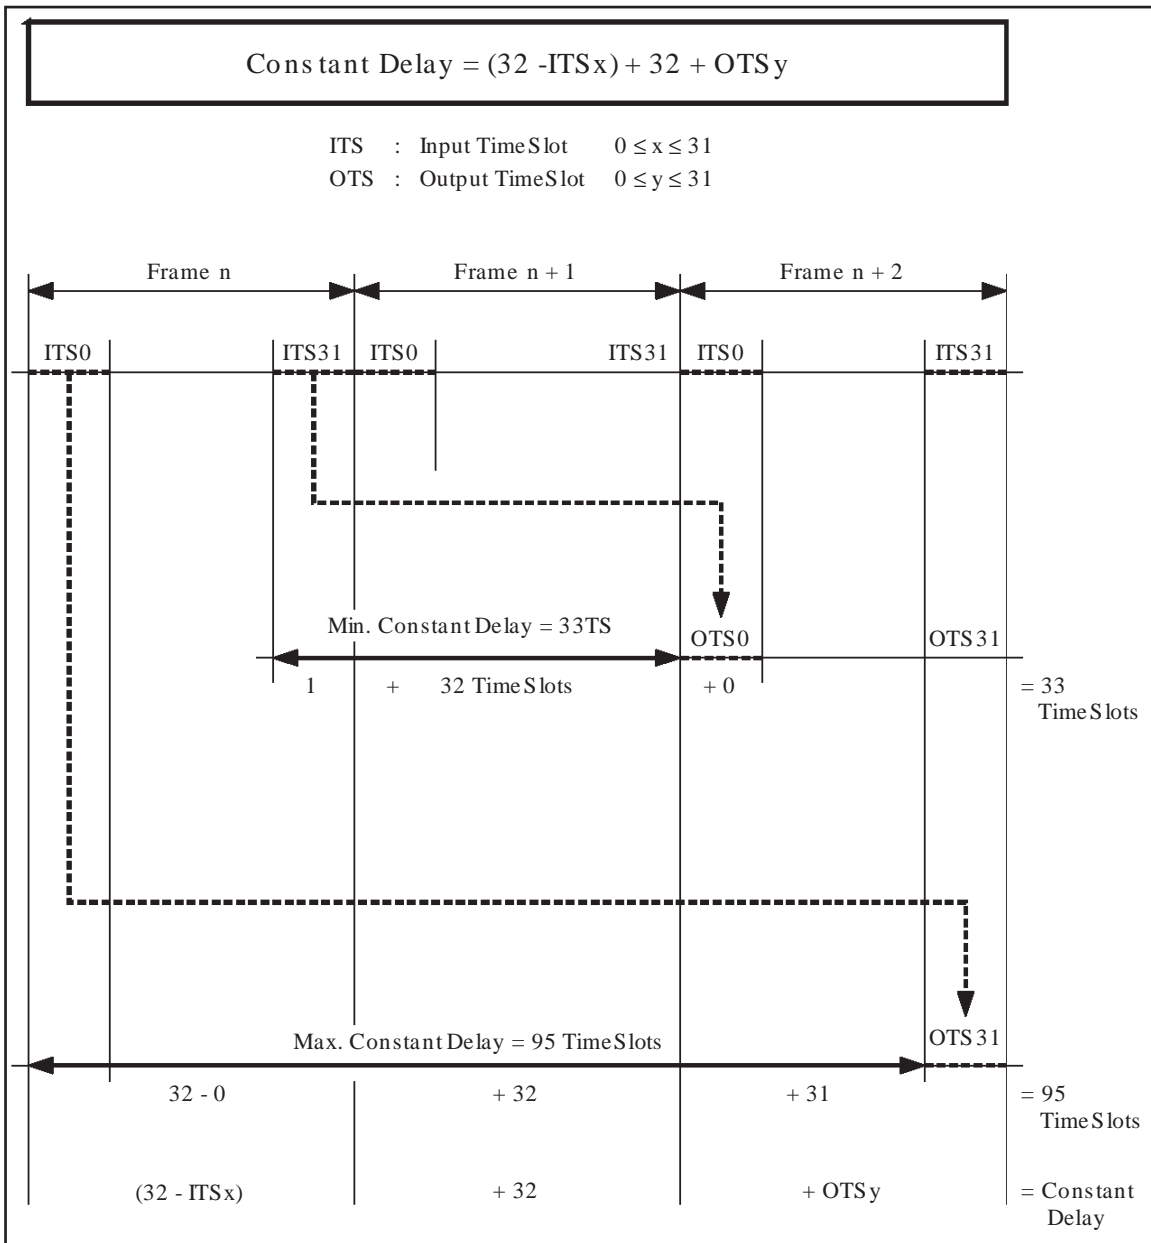 Constant Delay = (32 -ITSx) + 32 + OTSy
ITS : Input TimeSlot 0 ≤ x ≤ 31
OTS : Output TimeSlot 0 ≤ y ≤ 31
Frame n Frame n + 1 Frame n + 2
ITS0 ITS31 ITS0 ITS31 ITS0 ITS31
Min. Constant Delay = 33TS
OTS0 OTS31
1 + 32 TimeSlots + 0 = 33
TimeSlots
Max. Constant Delay = 95 TimeSlots
OTS31
32 - 0 + 32 + 31 = 95
TimeSlots
(32 - ITSx) + 32 + OTSy = Constant
Delay